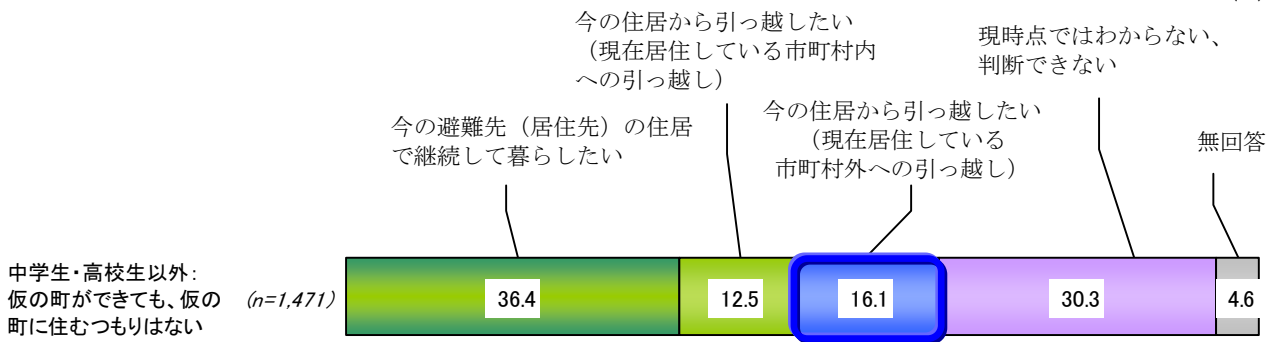 今の住居から引っ越したい
（現在居住している市町村内
への引っ越し）
現時点ではわからない、
判断できない
今の避難先（居住先）の住居
で継続して暮らしたい
今の住居から引っ越したい
（現在居住している
市町村外への引っ越し）
無回答
中学生・高校生以外：
仮の町ができても、仮の
町に住むつもりはない
(n=1,471)
36.4
12.5
16.1
30.3
4.6